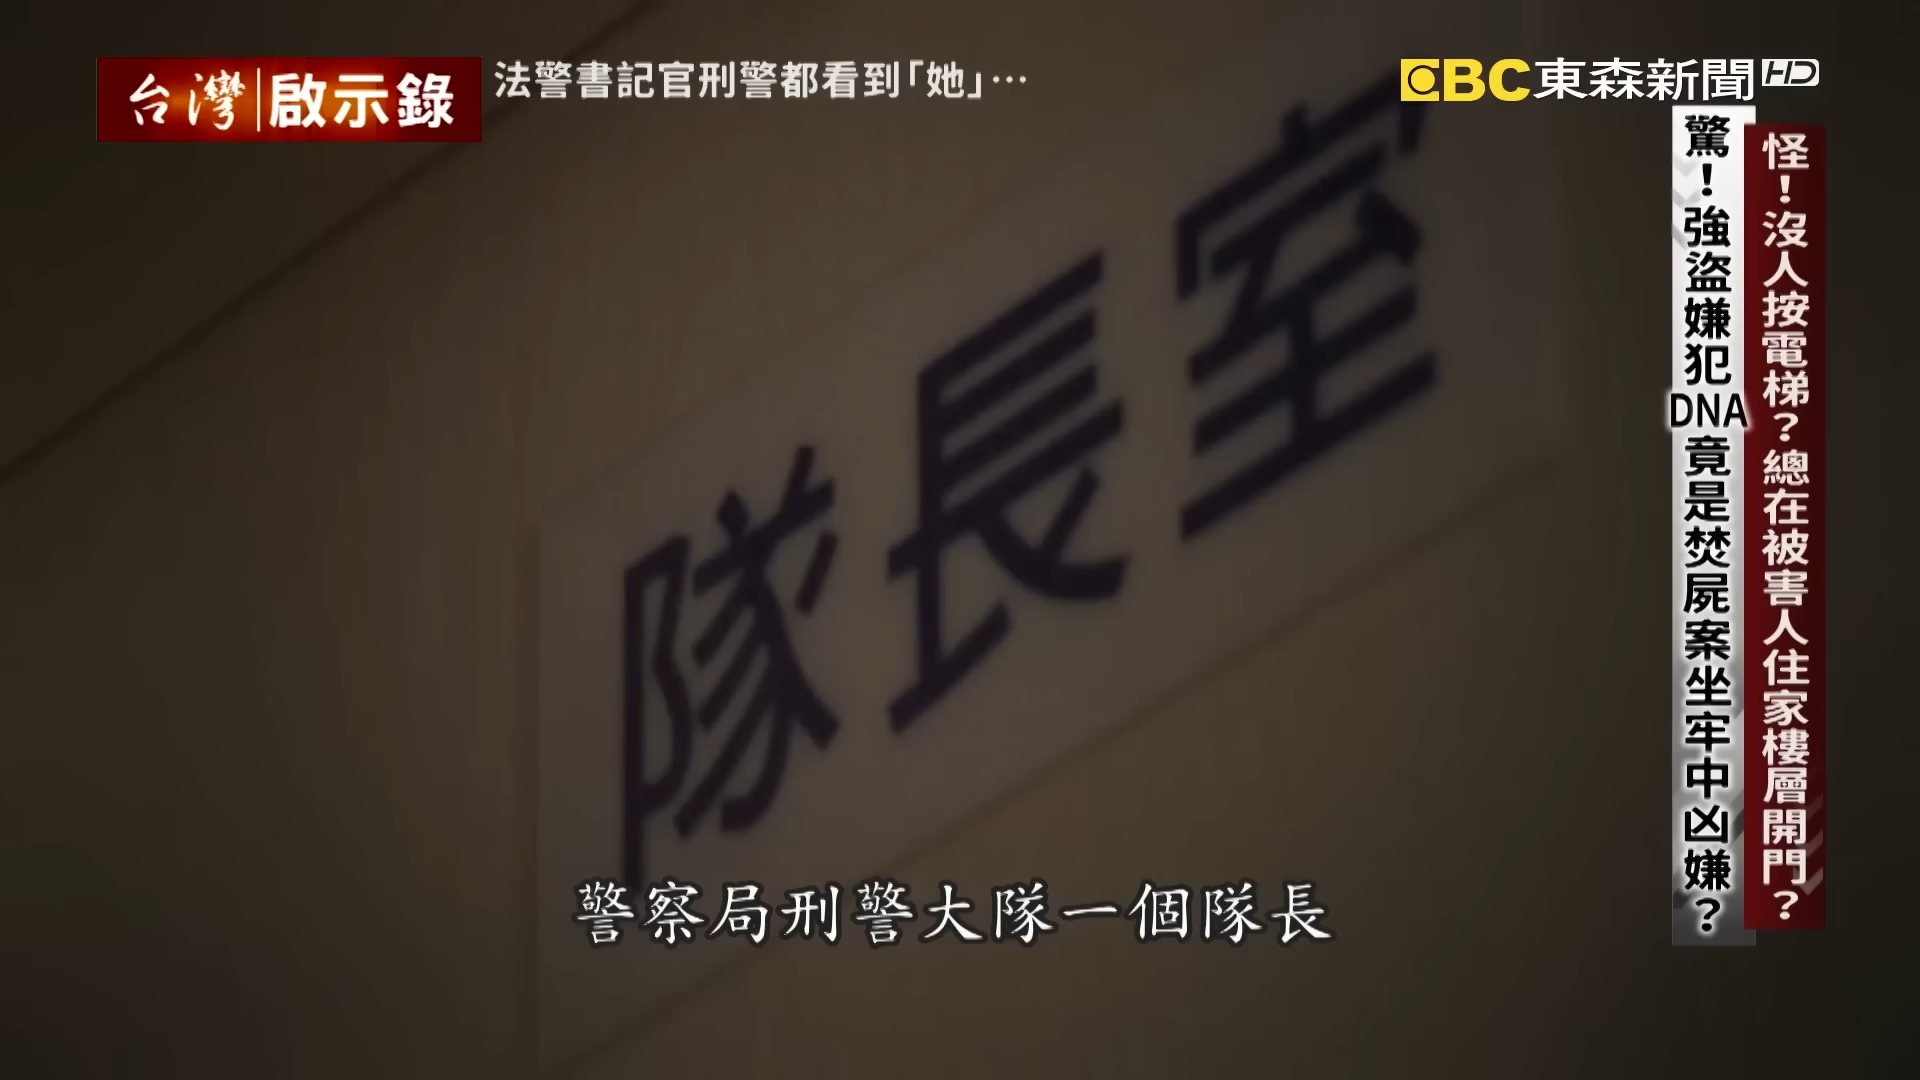 台灣啟示錄
法警書記官刑警都看到「她」…
EBC東森新聞HD
怪!沒人按電梯?總在被害人住家樓層開門?
驚!強盜嫌犯DNA竟是焚屍案坐牢中凶嫌?
隊長室
警察局刑警大隊一個隊長